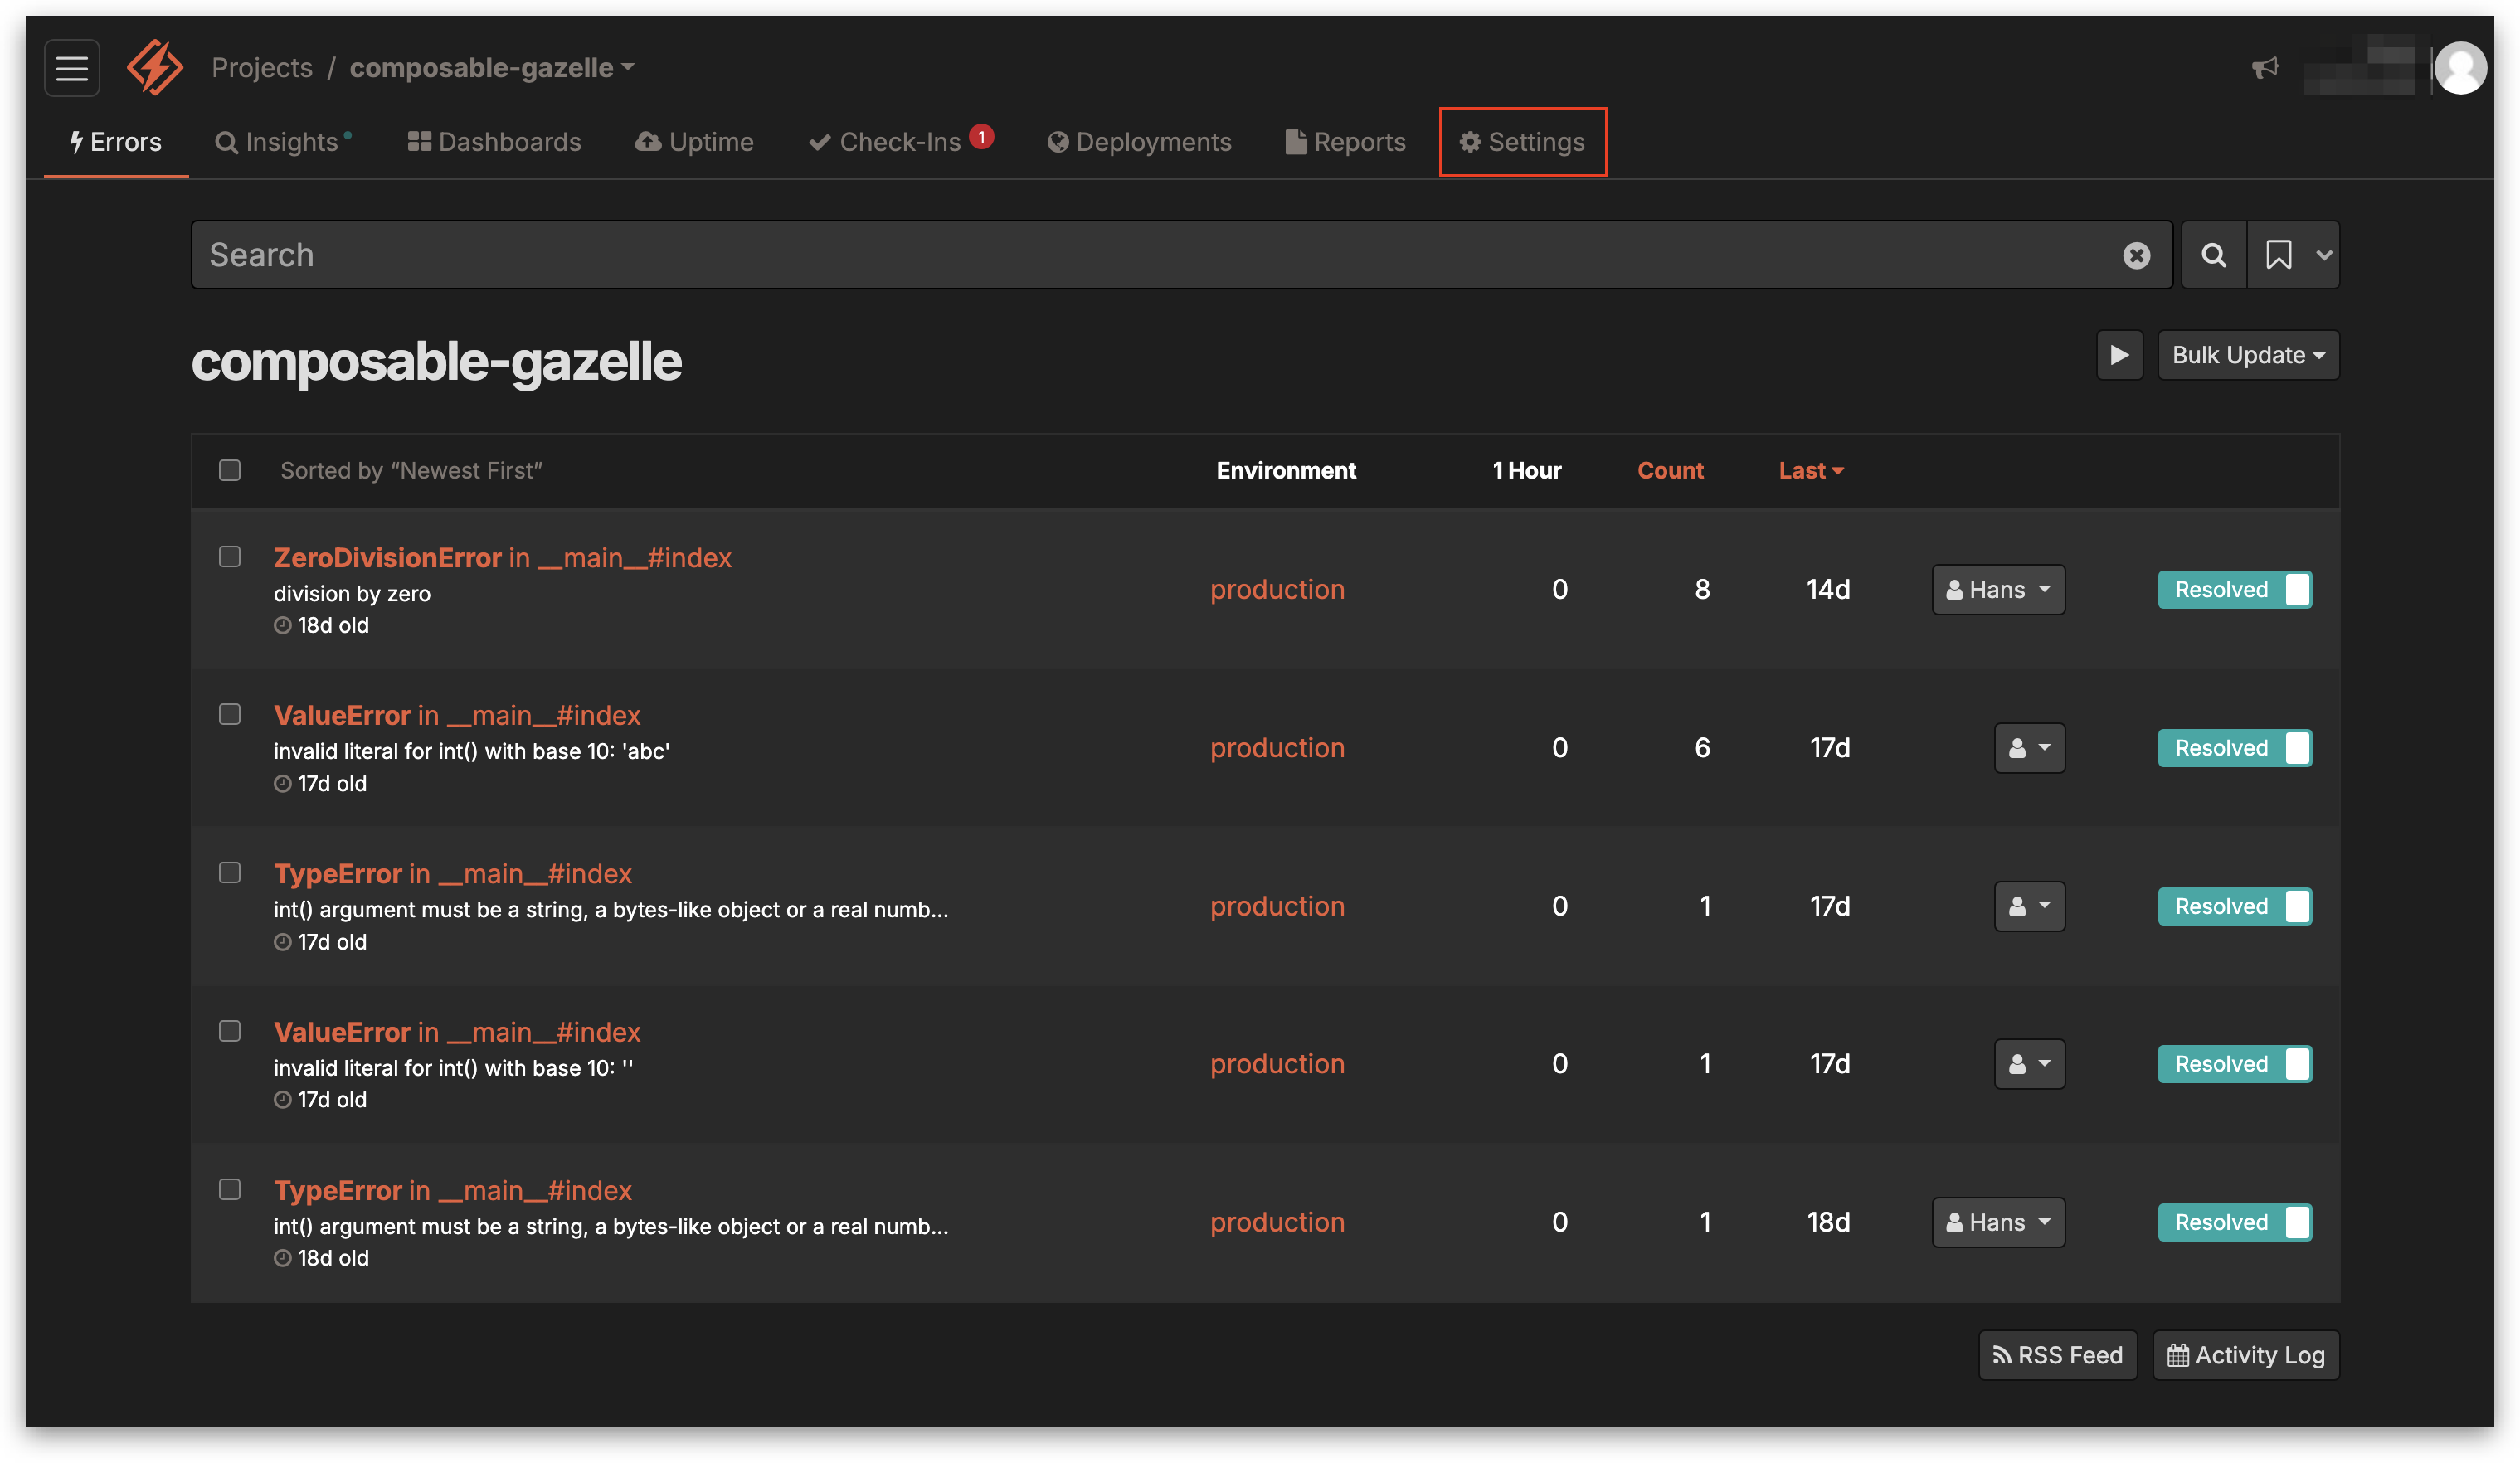 Projects / composable-gazelle
Errors Insights Dashboards Uptime Check-Ins 1 Deployments Reports Settings
Search
composable-gazelle
Bulk Update
Sorted by “Newest First” Environment 1 Hour Count Last
ZeroDivisionError in __main__#index
division by zero
18d old
production 0 8 14d Hans Resolved
ValueError in __main__#index
invalid literal for int() with base 10: 'abc'
17d old
production 0 6 17d Resolved
TypeError in __main__#index
int() argument must be a string, a bytes-like object or a real numb...
17d old
production 0 1 17d Resolved
ValueError in __main__#index
invalid literal for int() with base 10: ''
17d old
production 0 1 17d Resolved
TypeError in __main__#index
int() argument must be a string, a bytes-like object or a real numb...
18d old
production 0 1 18d Hans Resolved
RSS Feed Activity Log